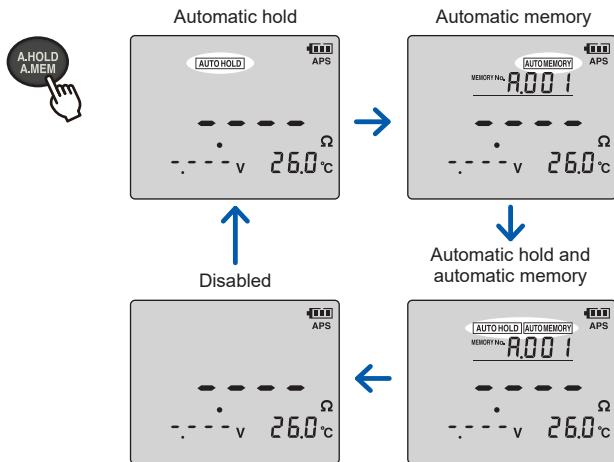 Automatic hold
Automatic memory
A.HOLD
A.MEM
AUTO HOLD
APS
- - - -
Ω
-.- - - V
26.0 °C
AUTO MEMORY
APS
MEMORY No. A.001
- - - -
Ω
-.- - - V
26.0 °C
Disabled
Automatic hold and
automatic memory
APS
- - - -
Ω
-.- - - V
26.0 °C
AUTO HOLD AUTO MEMORY
APS
MEMORY No. A.001
- - - -
Ω
-.- - - V
26.0 °C